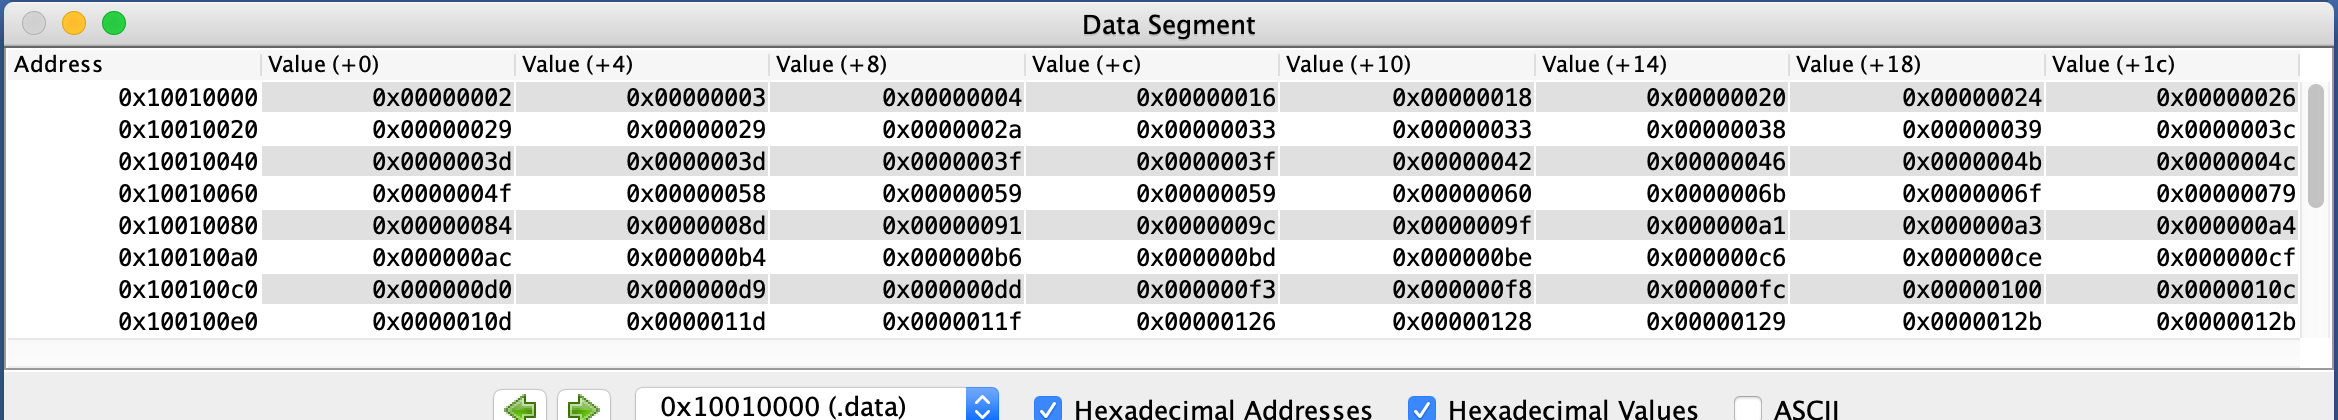 Data Segment
Address Value (+0) Value (+4) Value (+8) Value (+c) Value (+10) Value (+14) Value (+18) Value (+1c)
0x10010000 0x00000002 0x00000003 0x00000004 0x00000016 0x00000018 0x00000020 0x00000024 0x00000026
0x10010020 0x00000029 0x00000029 0x0000002a 0x00000033 0x00000033 0x00000038 0x00000039 0x0000003c
0x10010040 0x0000003d 0x0000003d 0x0000003f 0x0000003f 0x00000042 0x00000046 0x0000004b 0x0000004c
0x10010060 0x0000004f 0x00000058 0x00000059 0x00000059 0x00000060 0x0000006b 0x0000006f 0x00000079
0x10010080 0x00000084 0x0000008d 0x00000091 0x0000009c 0x0000009f 0x000000a1 0x000000a3 0x000000a4
0x100100a0 0x000000ac 0x000000b4 0x000000b6 0x000000bd 0x000000be 0x000000c6 0x000000ce 0x000000cf
0x100100c0 0x000000d0 0x000000d9 0x000000dd 0x000000f3 0x000000f8 0x000000fc 0x00000100 0x0000010c
0x100100e0 0x0000010d 0x0000011d 0x0000011f 0x00000126 0x00000128 0x00000129 0x0000012b 0x0000012b
0x10010000 (.data) Hexadecimal Addresses Hexadecimal Values ASCII